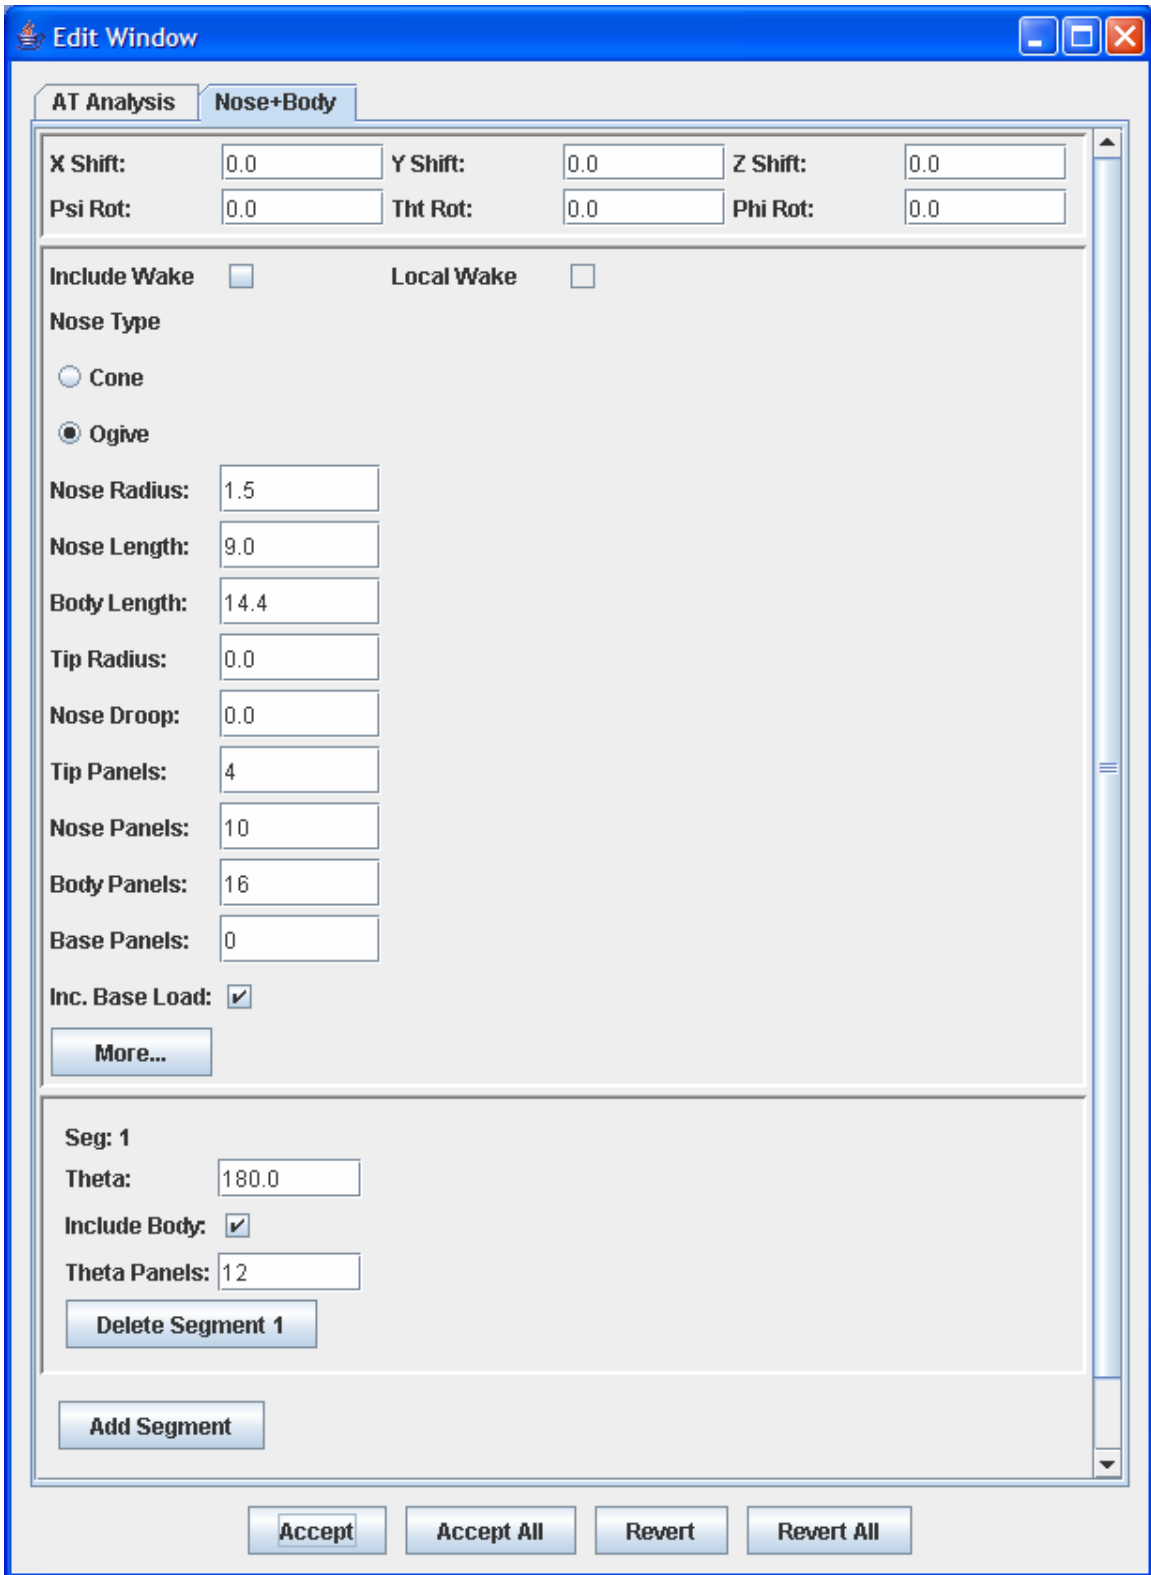 Edit Window
AT Analysis Nose+Body
X Shift: 0.0 Y Shift: 0.0 Z Shift: 0.0
Psi Rot: 0.0 Tht Rot: 0.0 Phi Rot: 0.0
Include Wake Local Wake
Nose Type
Cone
Ogive
Nose Radius: 1.5
Nose Length: 9.0
Body Length: 14.4
Tip Radius: 0.0
Nose Droop: 0.0
Tip Panels: 4
Nose Panels: 10
Body Panels: 16
Base Panels: 0
Inc. Base Load:
More...
Seg: 1
Theta: 180.0
Include Body:
Theta Panels: 12
Delete Segment 1
Add Segment
Accept Accept All Revert Revert All